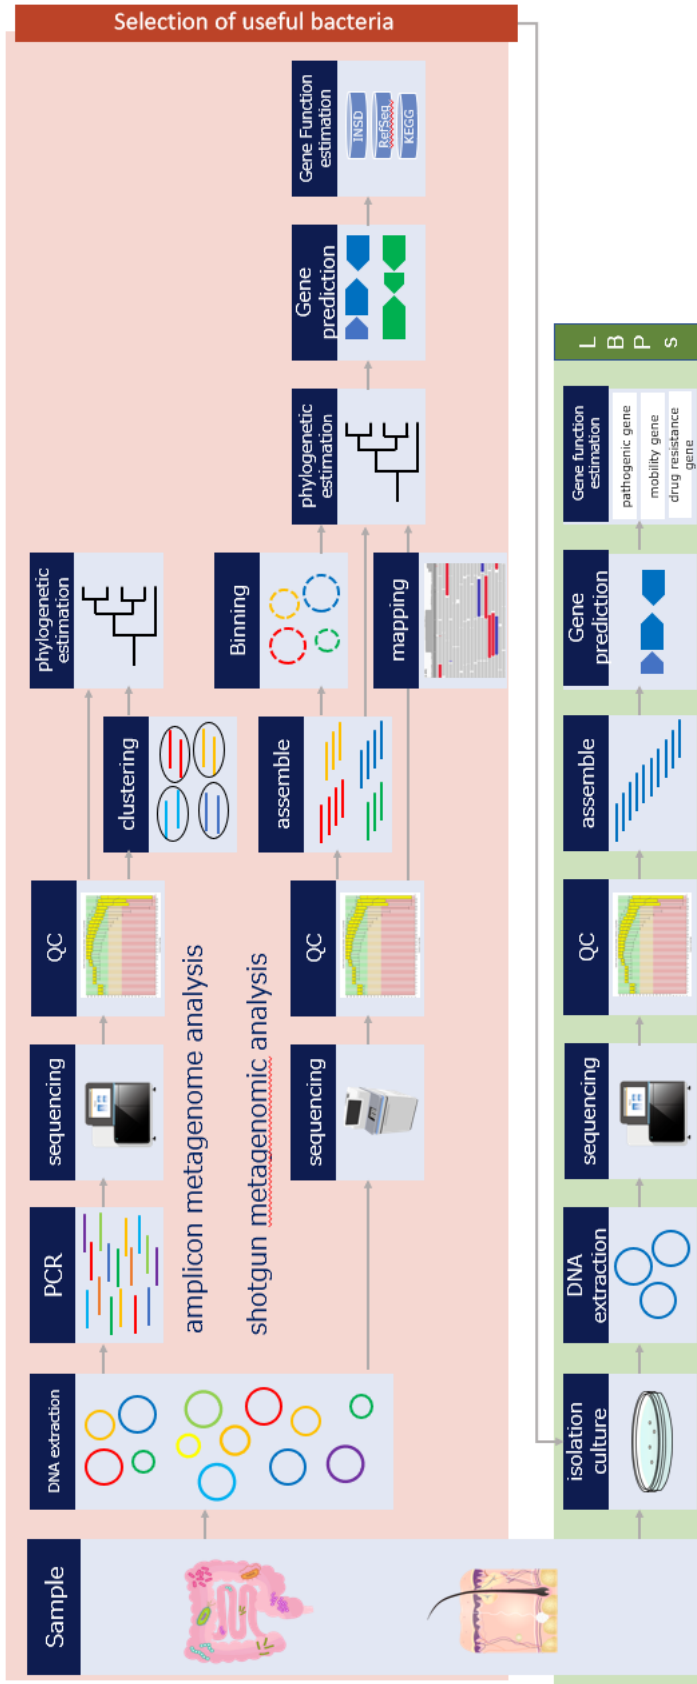 Sample
DNA extraction
PCR
sequencing
QC
clustering
phylogenetic
estimation
amplicon metagenome analysis
shotgun metagenomic analysis
sequencing
QC
assemble
Binning
mapping
phylogenetic
estimation
Gene
prediction
Gene Function
estimation
INSD
RefSeq
KEGG
Selection of useful bacteria
isolation
culture
DNA
extraction
sequencing
QC
assemble
Gene
prediction
Gene function
estimation
pathogenic gene
mobility gene
drug resistance
gene
L
B
P
s